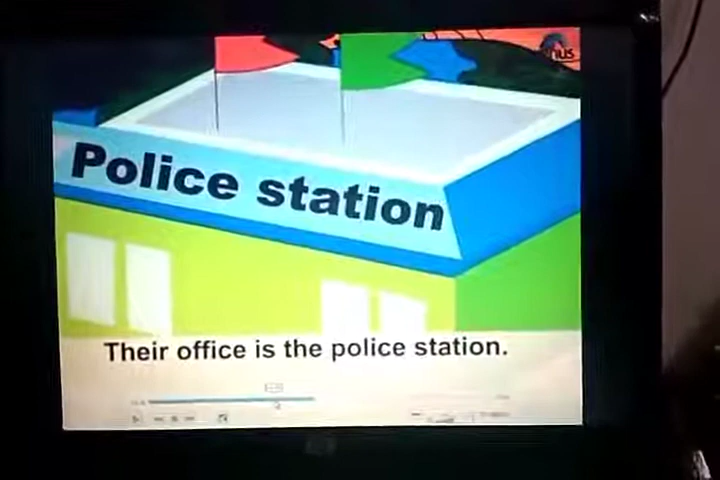 Police station
Their office is the police station.